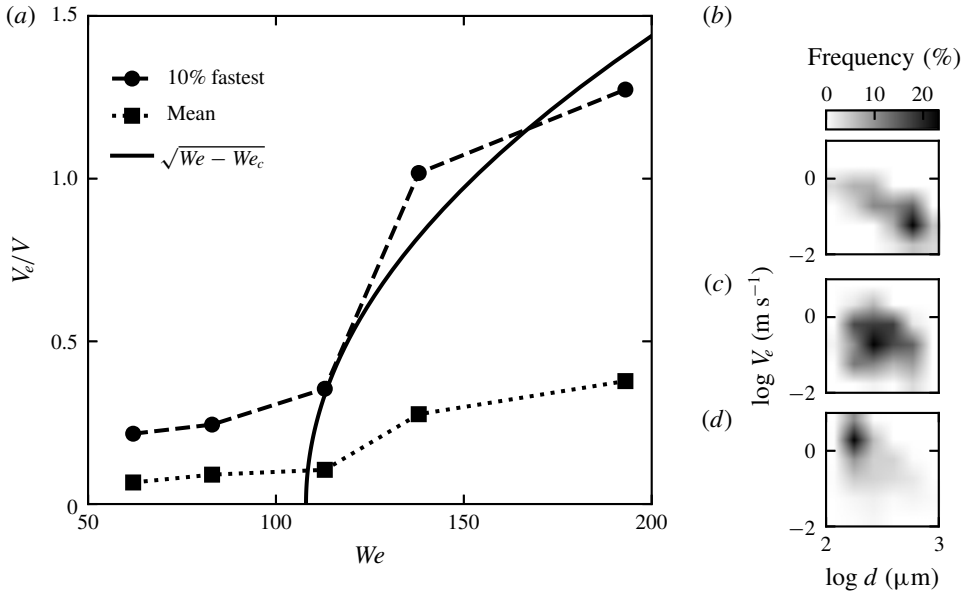 (a)
1.5
1.0
0.5
0
V_e/V
10% fastest
Mean
√We − We_c
50
100
150
200
We
(b)
Frequency (%)
0 10 20
0
−2
(c)
0
−2
log V_e (m s⁻¹)
(d)
0
−2
2 3
log d (μm)